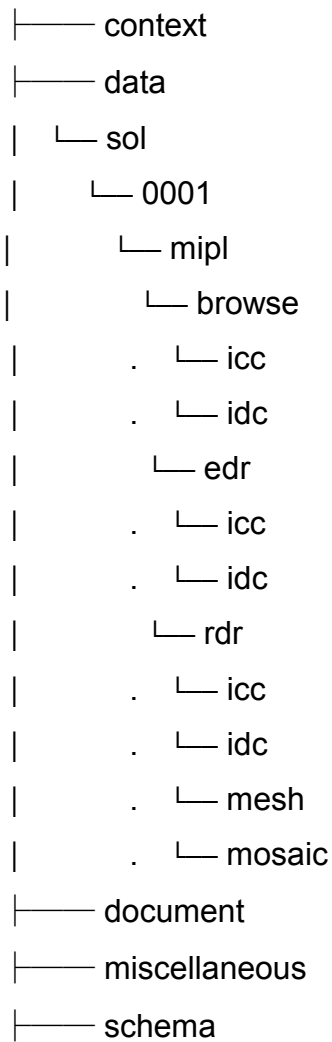 ├── context
├── data
│ └── sol
│ └── 0001
│ └── mipl
│ └── browse
│ . └── icc
│ . └── idc
│ └── edr
│ . └── icc
│ . └── idc
│ └── rdr
│ . └── icc
│ . └── idc
│ . └── mesh
│ . └── mosaic
├── document
├── miscellaneous
├── schema